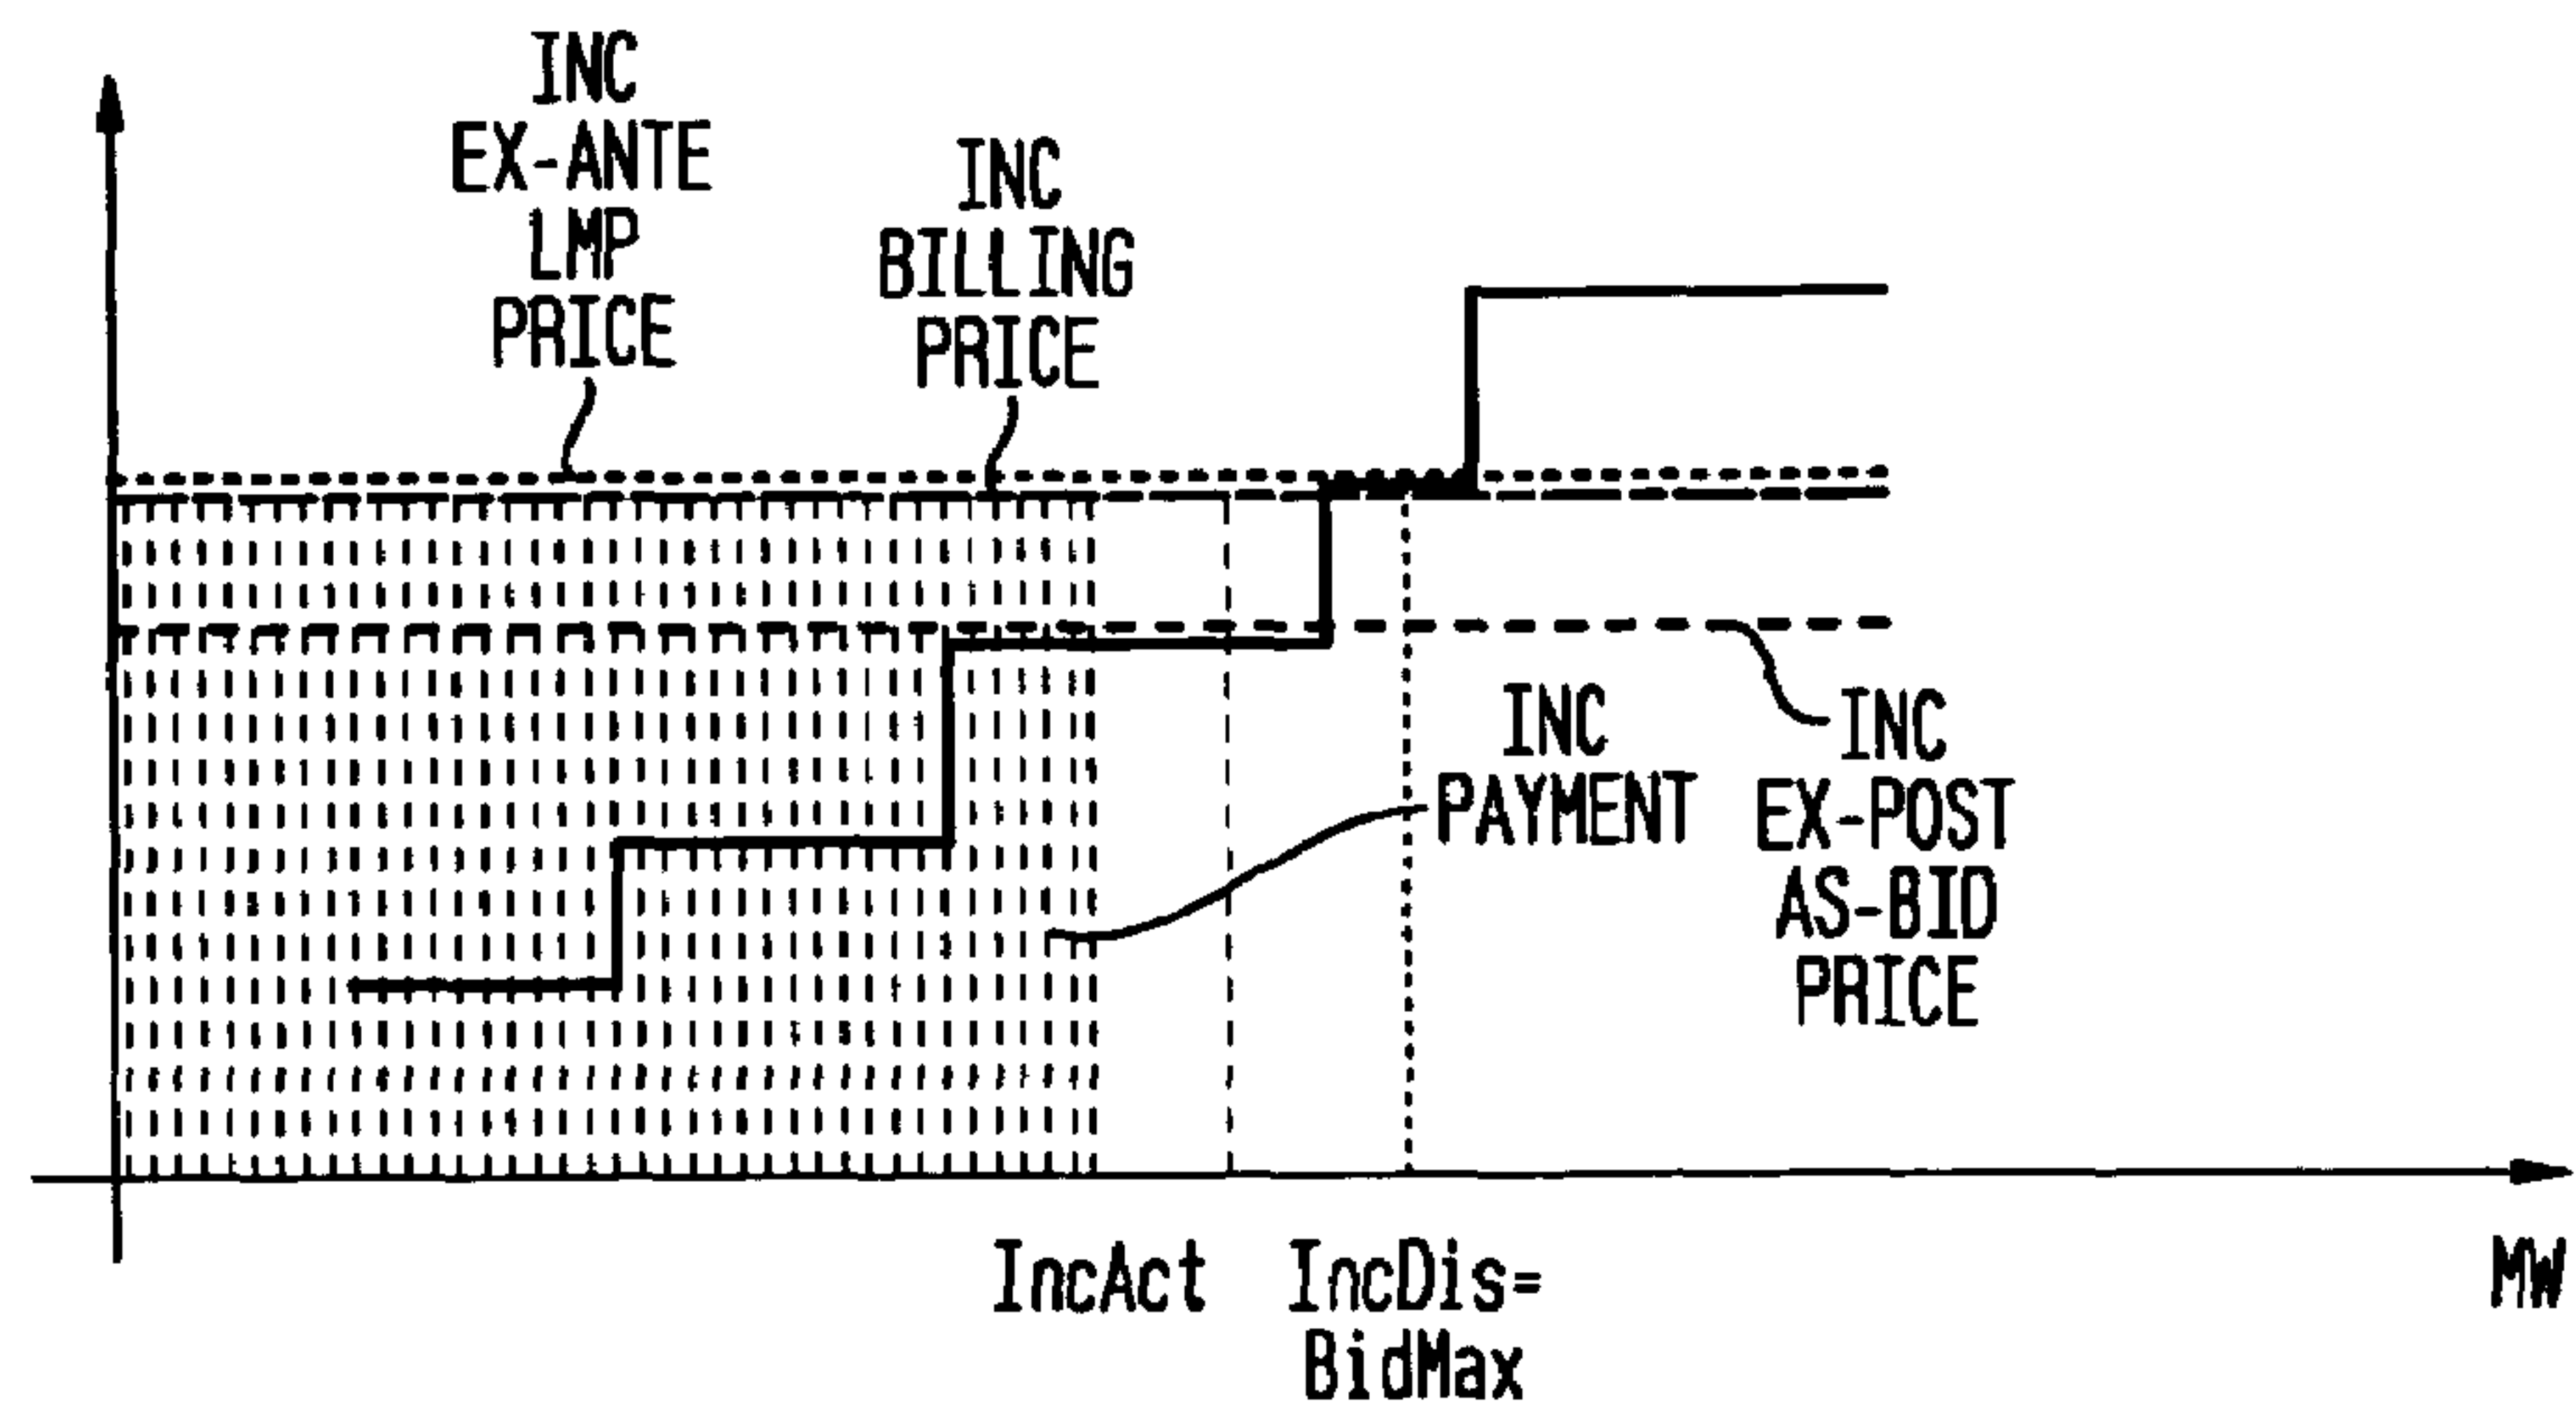 INC
EX-ANTE
LMP
PRICE
INC
BILLING
PRICE
INC
PAYMENT
INC
EX-POST
AS-BID
PRICE
IncAct
IncDis=
BidMax
MW